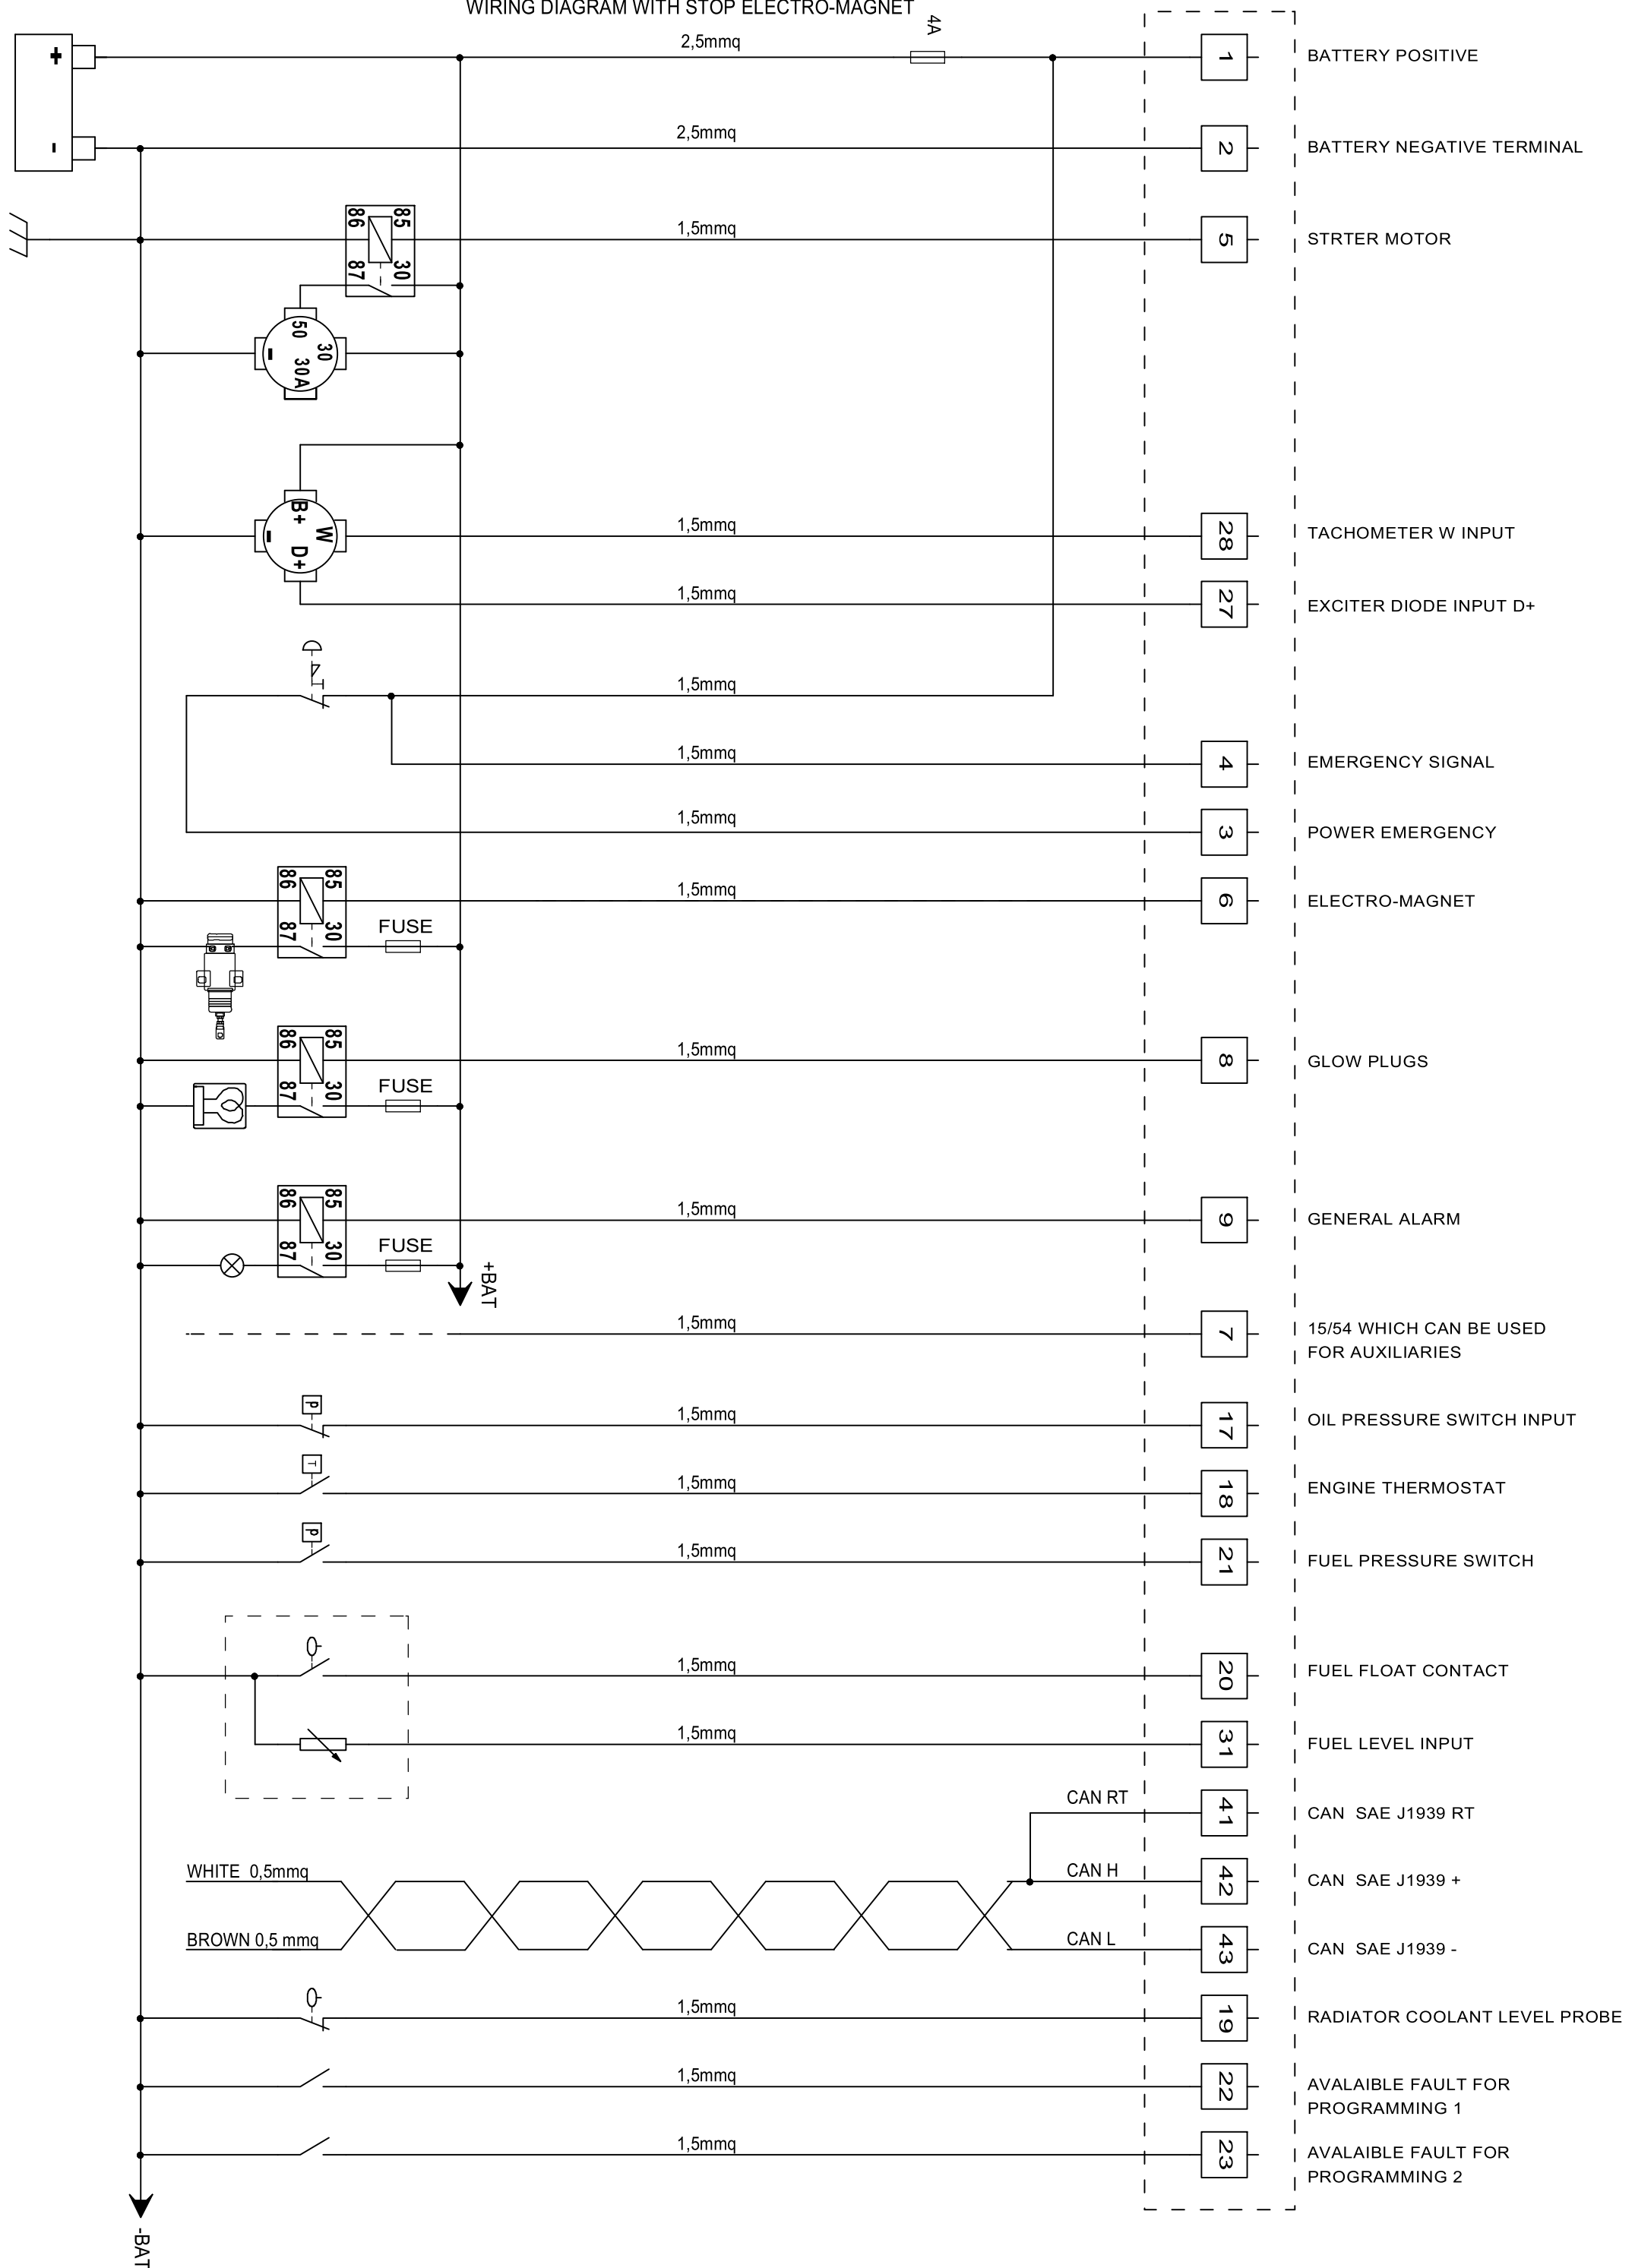 WIRING DIAGRAM WITH STOP ELECTRO-MAGNET
4A
+
2,5mmq
1
BATTERY POSITIVE
-
2,5mmq
2
BATTERY NEGATIVE TERMINAL
86
85
87
30
1,5mmq
5
STRTER MOTOR
50
30
30A
-
B+
W
D+
-
1,5mmq
28
TACHOMETER W INPUT
1,5mmq
27
EXCITER DIODE INPUT D+
1,5mmq
1,5mmq
4
EMERGENCY SIGNAL
1,5mmq
3
POWER EMERGENCY
86
85
87
30
FUSE
1,5mmq
6
ELECTRO-MAGNET
86
85
87
30
FUSE
1,5mmq
8
GLOW PLUGS
86
85
87
30
FUSE
1,5mmq
9
GENERAL ALARM
+BAT
1,5mmq
7
15/54 WHICH CAN BE USED
FOR AUXILIARIES
P
1,5mmq
17
OIL PRESSURE SWITCH INPUT
T
1,5mmq
18
ENGINE THERMOSTAT
P
1,5mmq
21
FUEL PRESSURE SWITCH
1,5mmq
20
FUEL FLOAT CONTACT
1,5mmq
31
FUEL LEVEL INPUT
CAN RT
41
CAN SAE J1939 RT
WHITE 0,5mmq
CAN H
42
CAN SAE J1939 +
BROWN 0,5 mmq
CAN L
43
CAN SAE J1939 -
1,5mmq
19
RADIATOR COOLANT LEVEL PROBE
1,5mmq
22
AVALAIBLE FAULT FOR
PROGRAMMING 1
1,5mmq
23
AVALAIBLE FAULT FOR
PROGRAMMING 2
-BAT